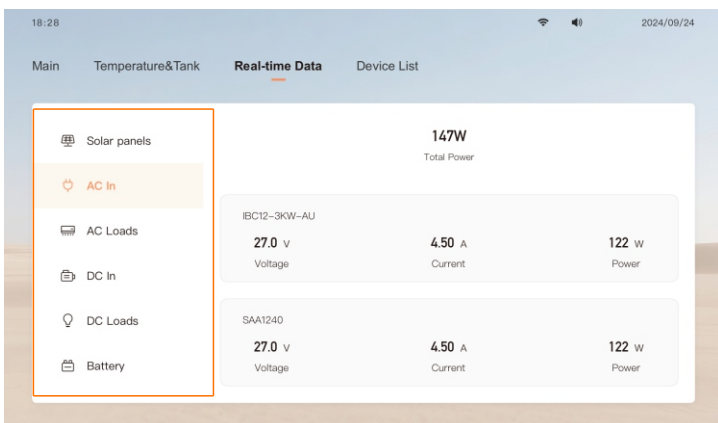 18:28 2024/09/24
Main Temperature&Tank Real-time Data Device List
Solar panels
AC In
AC Loads
DC In
DC Loads
Battery
147W
Total Power
IBC12-3KW-AU
27.0 V 4.50 A 122 W
Voltage Current Power
SAA1240
27.0 V 4.50 A 122 W
Voltage Current Power